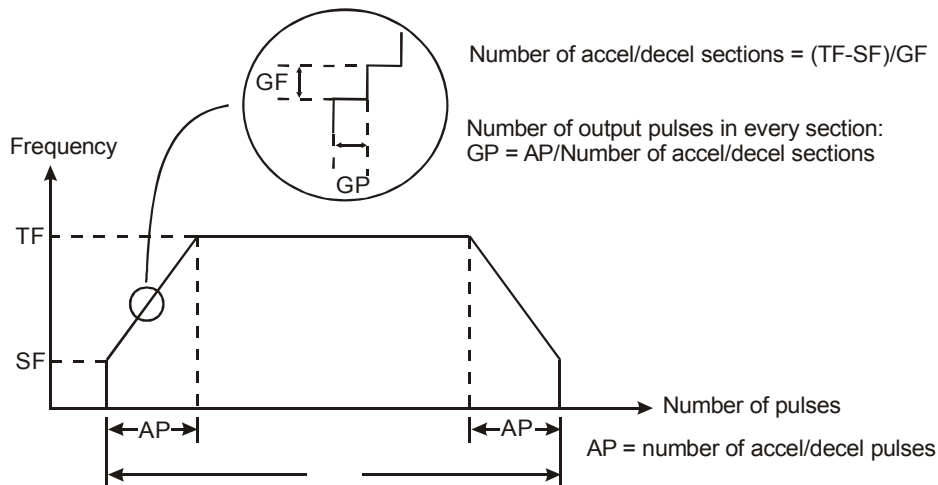 Number of accel/decel sections = (TF-SF)/GF
GF
Number of output pulses in every section:
GP = AP/Number of accel/decel sections
Frequency
GP
TF
SF
Number of pulses
AP
AP
AP = number of accel/decel pulses